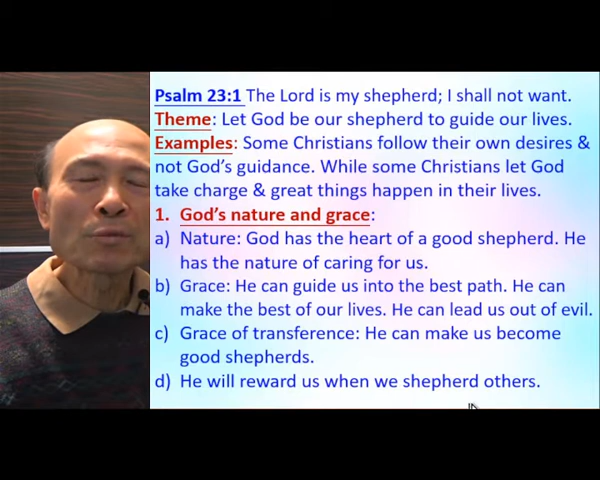 Psalm 23:1 The Lord is my shepherd; I shall not want.
Theme: Let God be our shepherd to guide our lives.
Examples: Some Christians follow their own desires &
not God's guidance. While some Christians let God
take charge & great things happen in their lives.
1. God's nature and grace:
a) Nature: God has the heart of a good shepherd. He
has the nature of caring for us.
b) Grace: He can guide us into the best path. He can
make the best of our lives. He can lead us out of evil.
c) Grace of transference: He can make us become
good shepherds.
d) He will reward us when we shepherd others.